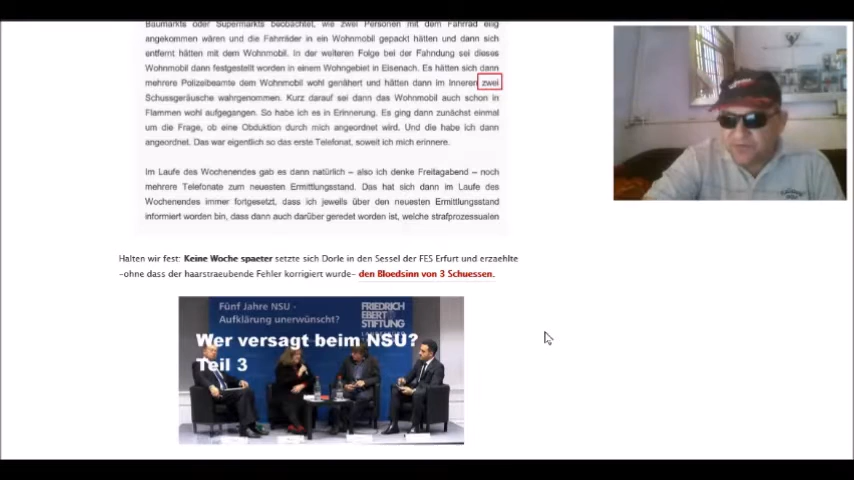 Baumarkts oder Supermarkts beobachtet, wie zwei Personen mit dem Fahrrad eilig
angekommen wären und die Fahrräder in ein Wohnmobil gepackt hätten und dann sich
entfernt hätten mit dem Wohnmobil. In der weiteren Folge bei der Fahndung sei dieses
Wohnmobil dann festgestellt worden in einem Wohngebiet in Eisenach. Es hätten sich dann
mehrere Polizeibeamte dem Wohnmobil wohl genähert und hätten dann im Inneren zwei
Schussgeräusche wahrgenommen. Kurz darauf sei dann das Wohnmobil auch schon in
Flammen wohl aufgegangen. So habe ich es in Erinnerung. Es ging dann zunächst einmal
um die Frage, ob eine Obduktion durch mich angeordnet wird. Und die habe ich dann
angeordnet. Das war eigentlich so das erste Telefonat, soweit ich mich erinnere.
Im Laufe des Wochenendes gab es dann natürlich – also ich denke Freitagabend – noch
mehrere Telefonate zum neuesten Ermittlungsstand. Das hat sich dann im Laufe des
Wochenendes immer fortgesetzt, dass ich jeweils über den neuesten Ermittlungsstand
informiert worden bin, dass dann auch darüber geredet worden ist, welche strafprozessualen
Halten wir fest: Keine Woche spaeter setzte sich Dorle in den Sessel der FES Erfurt und erzaehlte
-ohne dass der haarstraeubende Fehler korrigiert wurde- den Bloedsinn von 3 Schuessen.
Fünf Jahre NSU -
Aufklärung unerwünscht?
FRIEDRICH
EBERT
STIFTUNG
Wer versagt beim NSU?
Teil 3